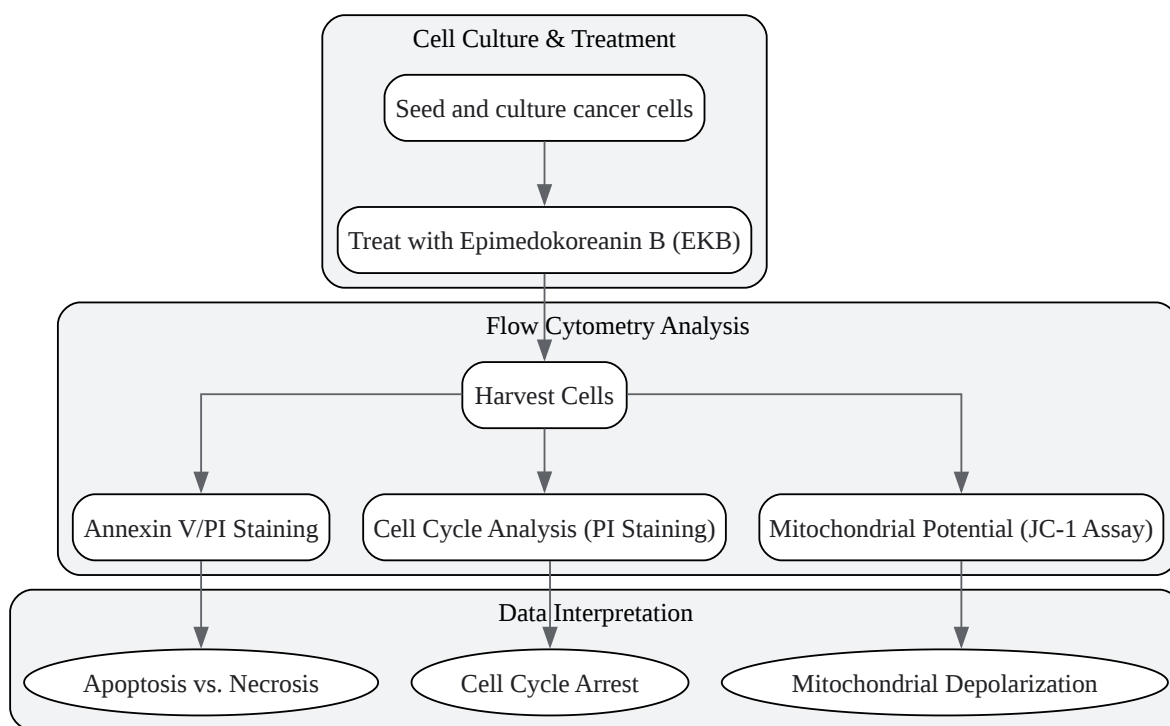 Cell Culture & Treatment
Seed and culture cancer cells
Treat with Epimedokoreanin B (EKB)
Flow Cytometry Analysis
Harvest Cells
Annexin V/PI Staining
Cell Cycle Analysis (PI Staining)
Mitochondrial Potential (JC-1 Assay)
Data Interpretation
Apoptosis vs. Necrosis
Cell Cycle Arrest
Mitochondrial Depolarization